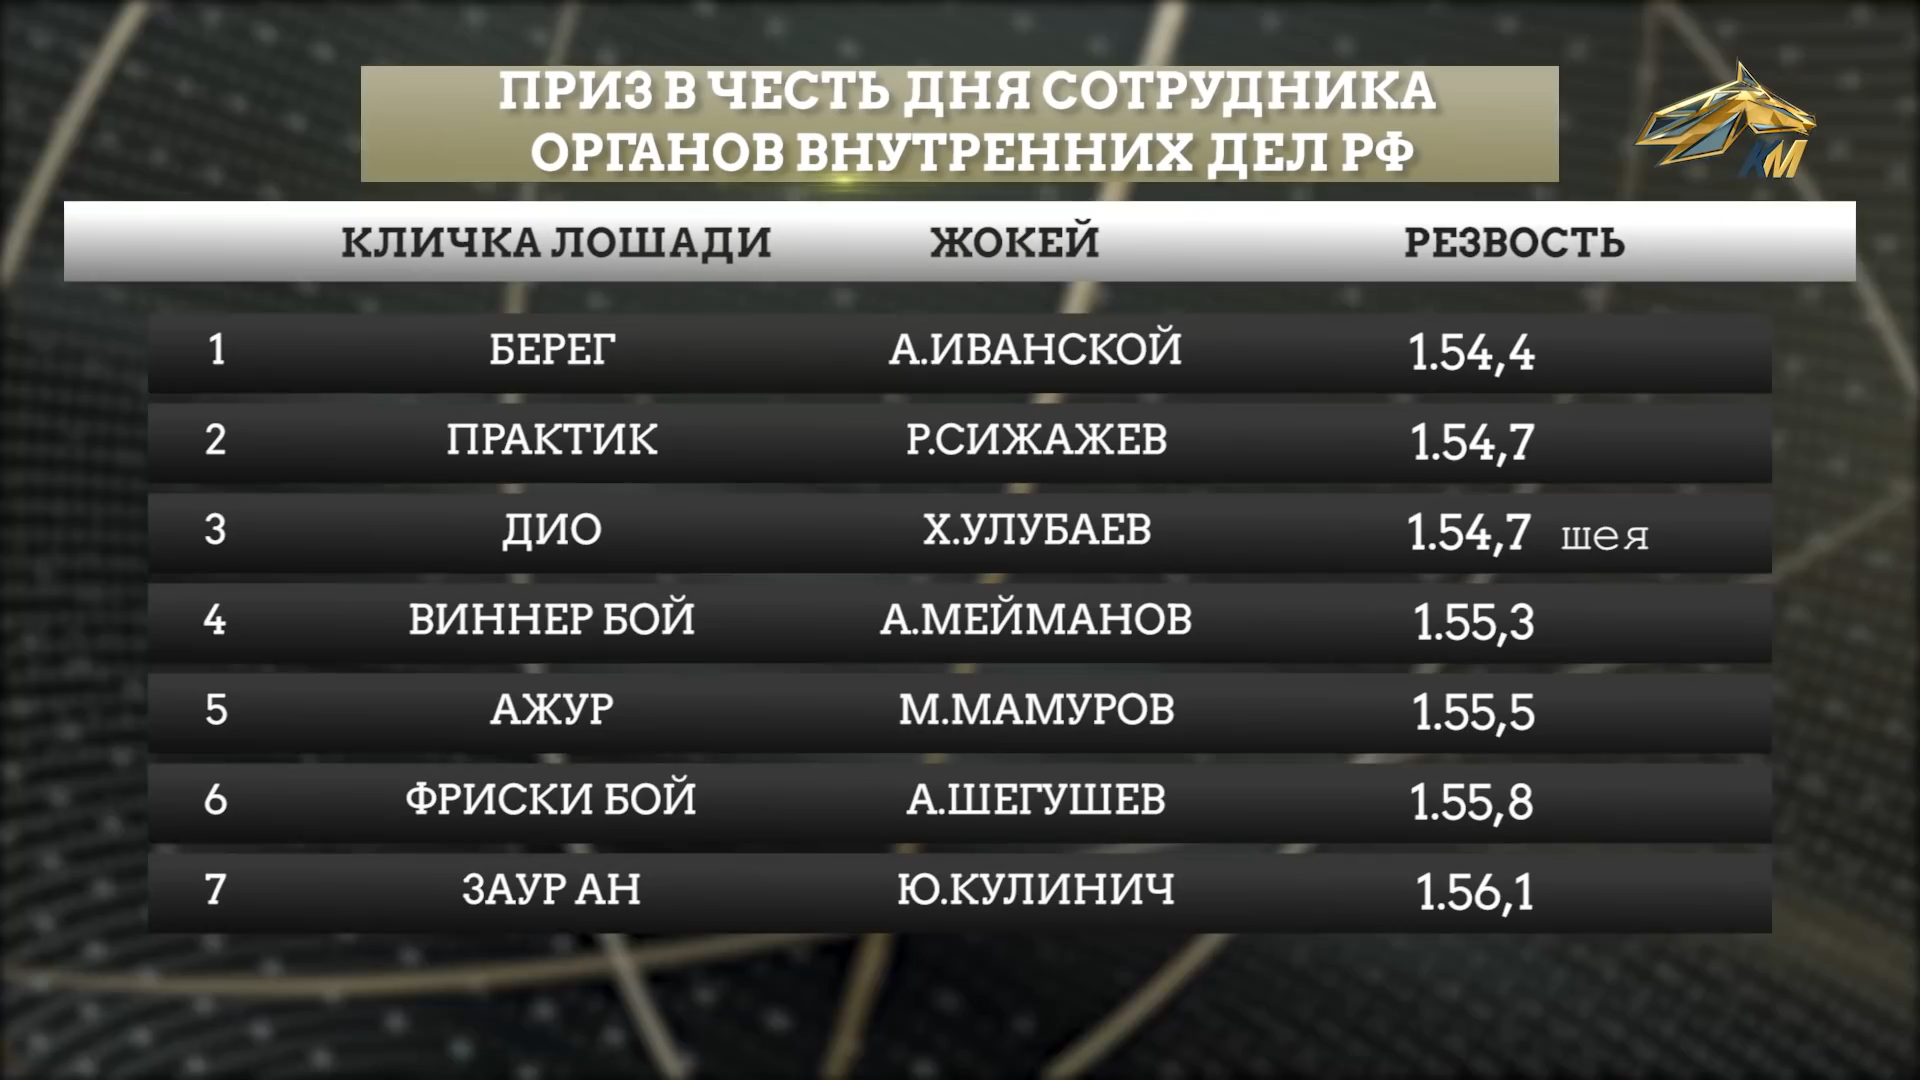 ПРИЗ В ЧЕСТЬ ДНЯ СОТРУДНИКА
ОРГАНОВ ВНУТРЕННИХ ДЕЛ РФ
КМ
КЛИЧКА ЛОШАДИ ЖОКЕЙ РЕЗВОСТЬ
1 БЕРЕГ А.ИВАНСКОЙ 1.54,4
2 ПРАКТИК Р.СИЖАЖЕВ 1.54,7
3 ДИО Х.УЛУБАЕВ 1.54,7 шея
4 ВИННЕР БОЙ А.МЕЙМАНОВ 1.55,3
5 АЖУР М.МАМУРОВ 1.55,5
6 ФРИСКИ БОЙ А.ШЕГУШЕВ 1.55,8
7 ЗАУР АН Ю.КУЛИНИЧ 1.56,1